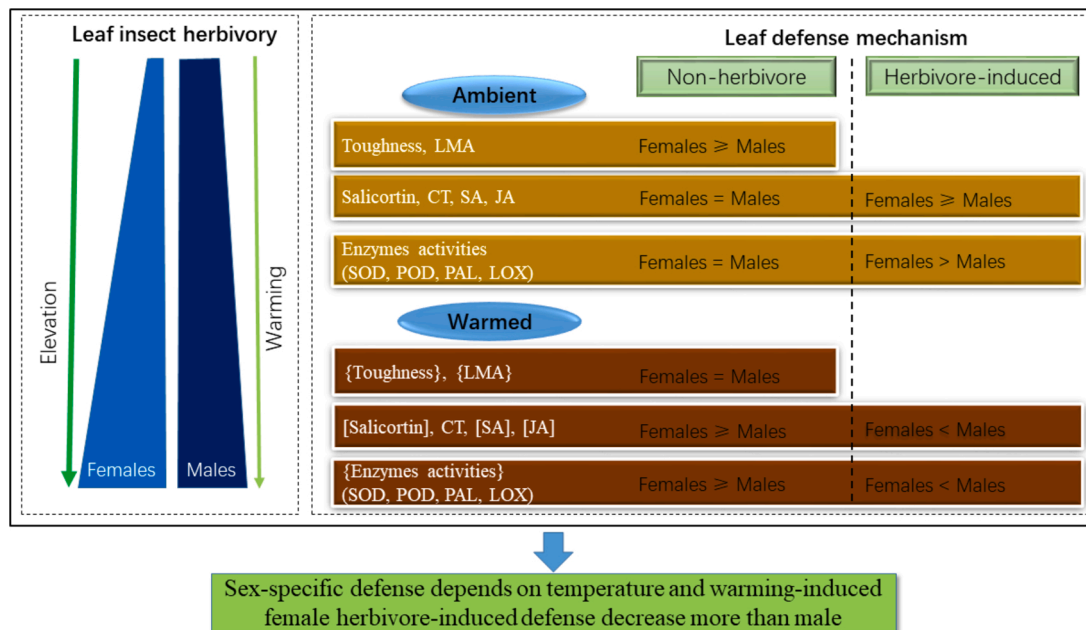 Leaf insect herbivory
Elevation
Warming
Females
Males
Leaf defense mechanism
Non-herbivore
Herbivore-induced
Ambient
Toughness, LMA
Females ⩾ Males
Salicortin, CT, SA, JA
Females = Males
Females ⩾ Males
Enzymes activities
(SOD, POD, PAL, LOX)
Females = Males
Females > Males
Warmed
{Toughness}, {LMA}
Females = Males
[Salicortin], CT, [SA], [JA]
Females ⩾ Males
Females < Males
{Enzymes activities}
(SOD, POD, PAL, LOX)
Females ⩾ Males
Females < Males
Sex-specific defense depends on temperature and warming-induced
female herbivore-induced defense decrease more than male